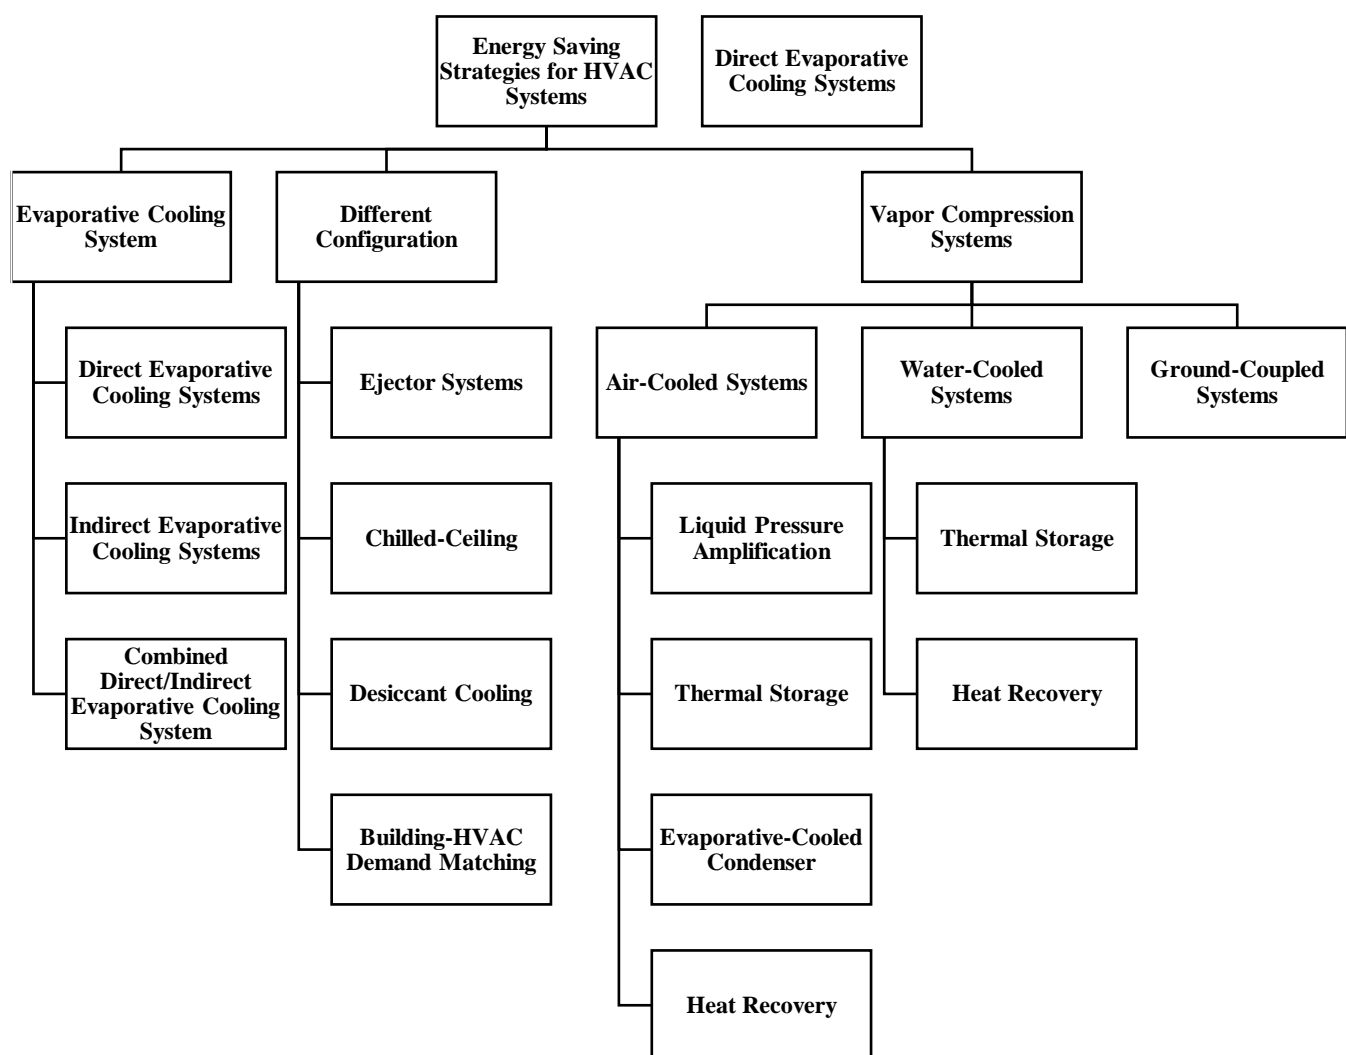 Energy Saving
Strategies for HVAC
Systems
Direct Evaporative
Cooling Systems
Evaporative Cooling
System
Different
Configuration
Vapor Compression
Systems
Direct Evaporative
Cooling Systems
Ejector Systems
Air-Cooled Systems
Water-Cooled
Systems
Ground-Coupled
Systems
Indirect Evaporative
Cooling Systems
Chilled-Ceiling
Liquid Pressure
Amplification
Thermal Storage
Combined
Direct/Indirect
Evaporative Cooling
System
Desiccant Cooling
Thermal Storage
Heat Recovery
Building-HVAC
Demand Matching
Evaporative-Cooled
Condenser
Heat Recovery